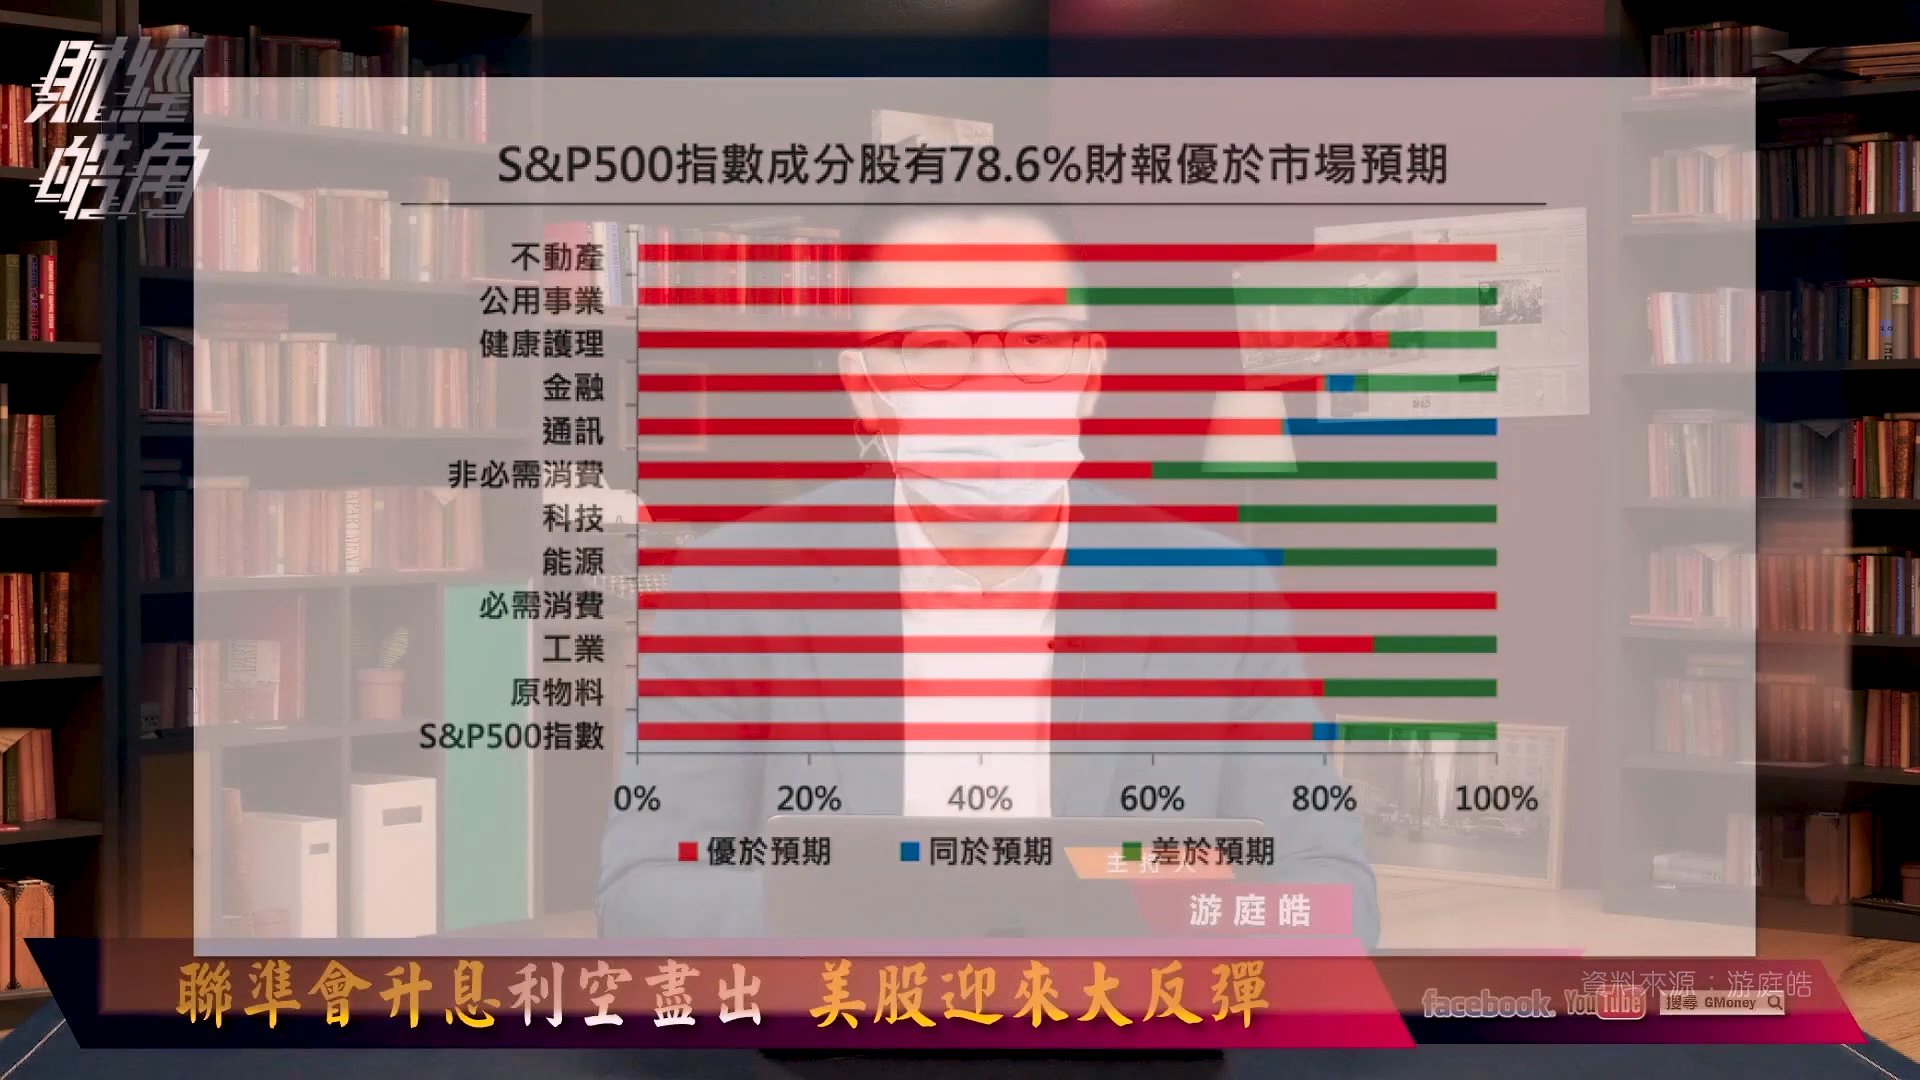 財經
皓角
S&P500指數成分股有78.6%財報優於市場預期
不動產
公用事業
健康護理
金融
通訊
非必需消費
科技
能源
必需消費
工業
原物料
S&P500指數
0% 20% 40% 60% 80% 100%
優於預期 同於預期 差於預期
主持人
游庭皓
聯準會升息利空盡出 美股迎來大反彈
資料來源：游庭皓
facebook. YouTube 搜尋 GMoney